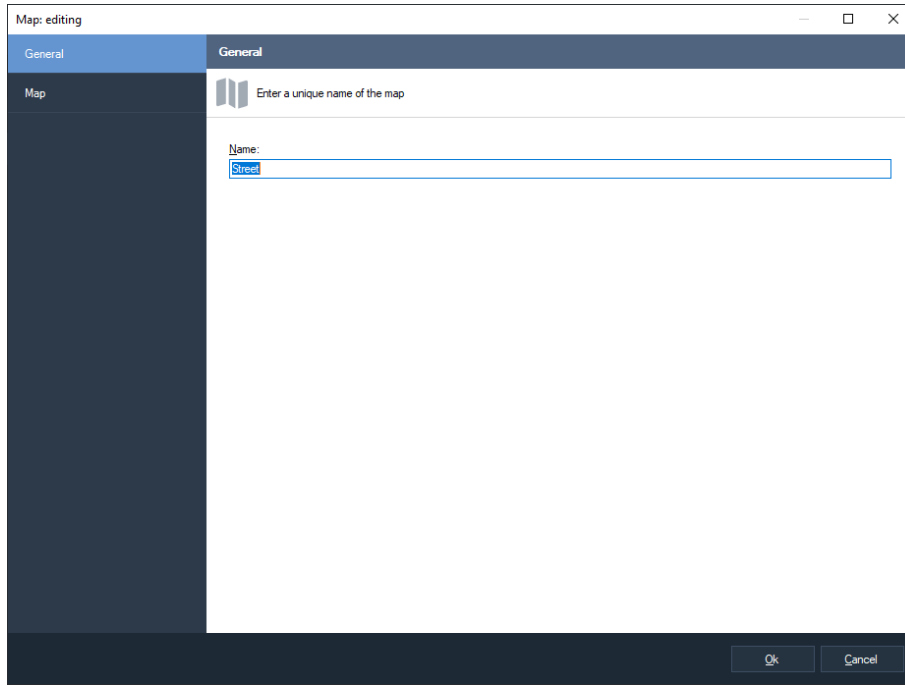 Map: editing
General
General
Map
Enter a unique name of the map
Name:
Street
Ok
Cancel